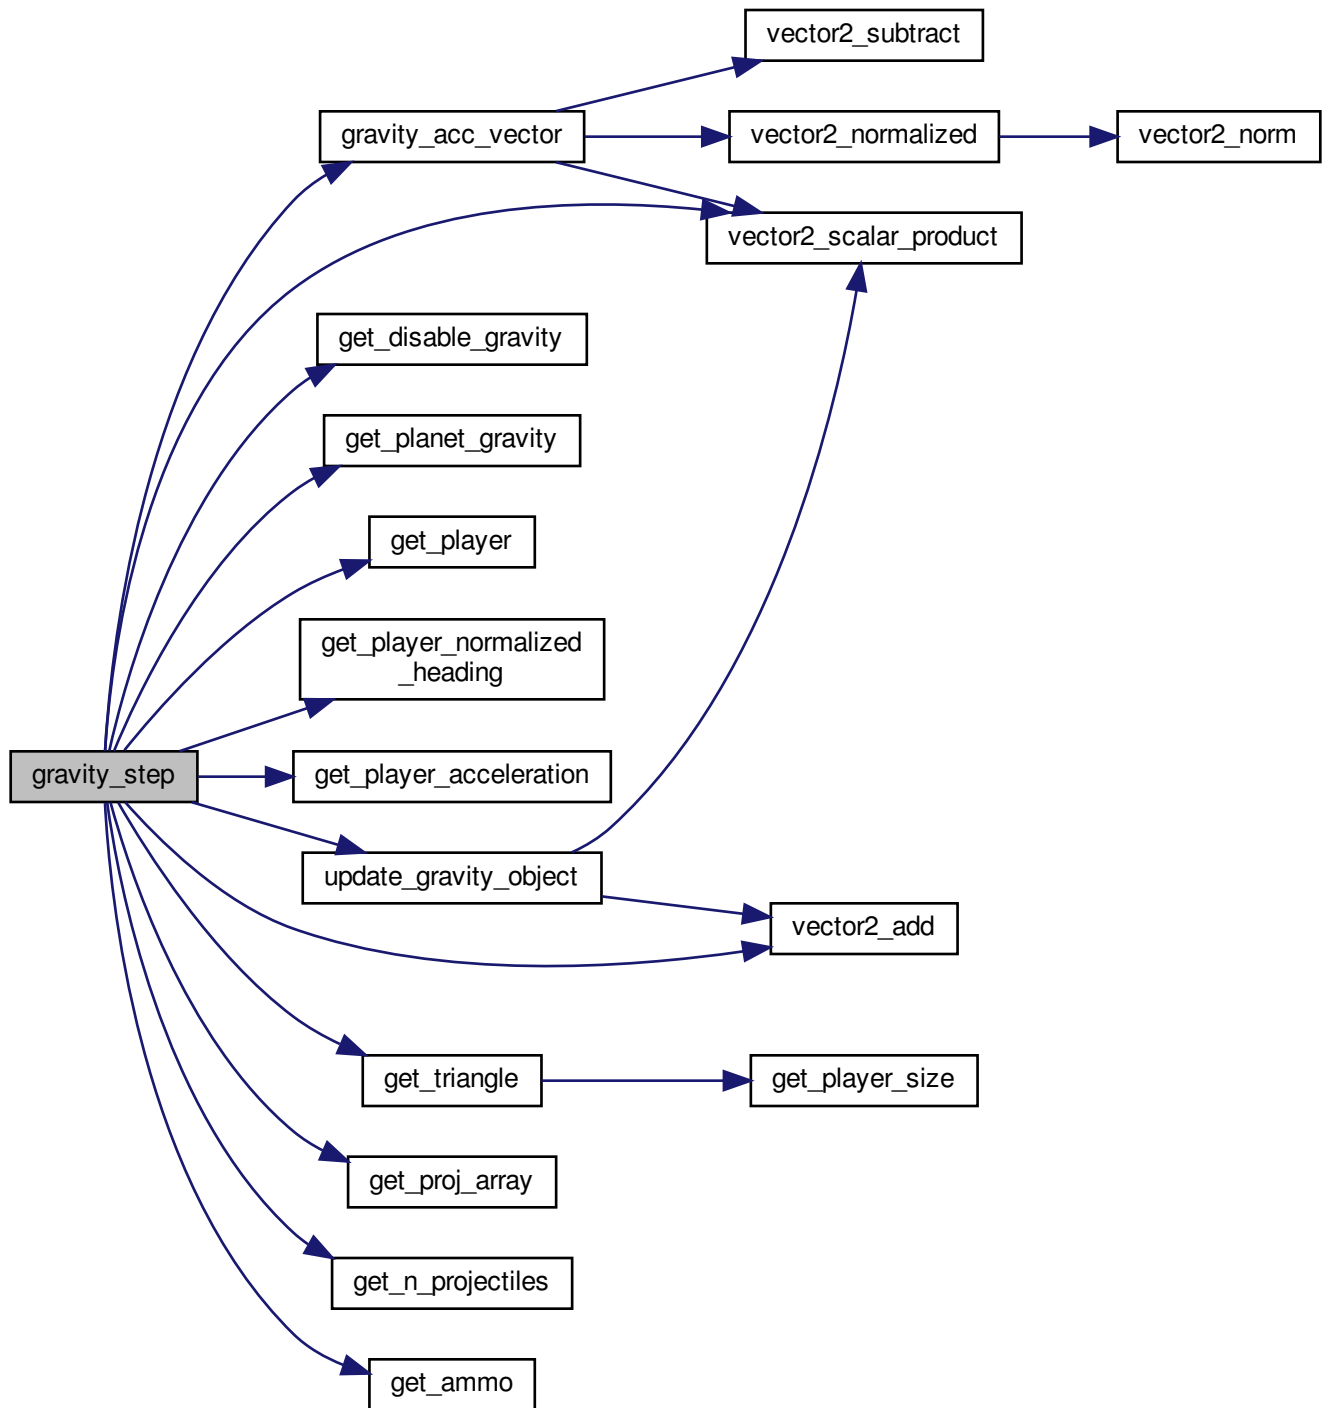 vector2_subtract
gravity_acc_vector
vector2_normalized
vector2_norm
vector2_scalar_product
get_disable_gravity
get_planet_gravity
get_player
get_player_normalized
_heading
gravity_step
get_player_acceleration
update_gravity_object
vector2_add
get_triangle
get_player_size
get_proj_array
get_n_projectiles
get_ammo